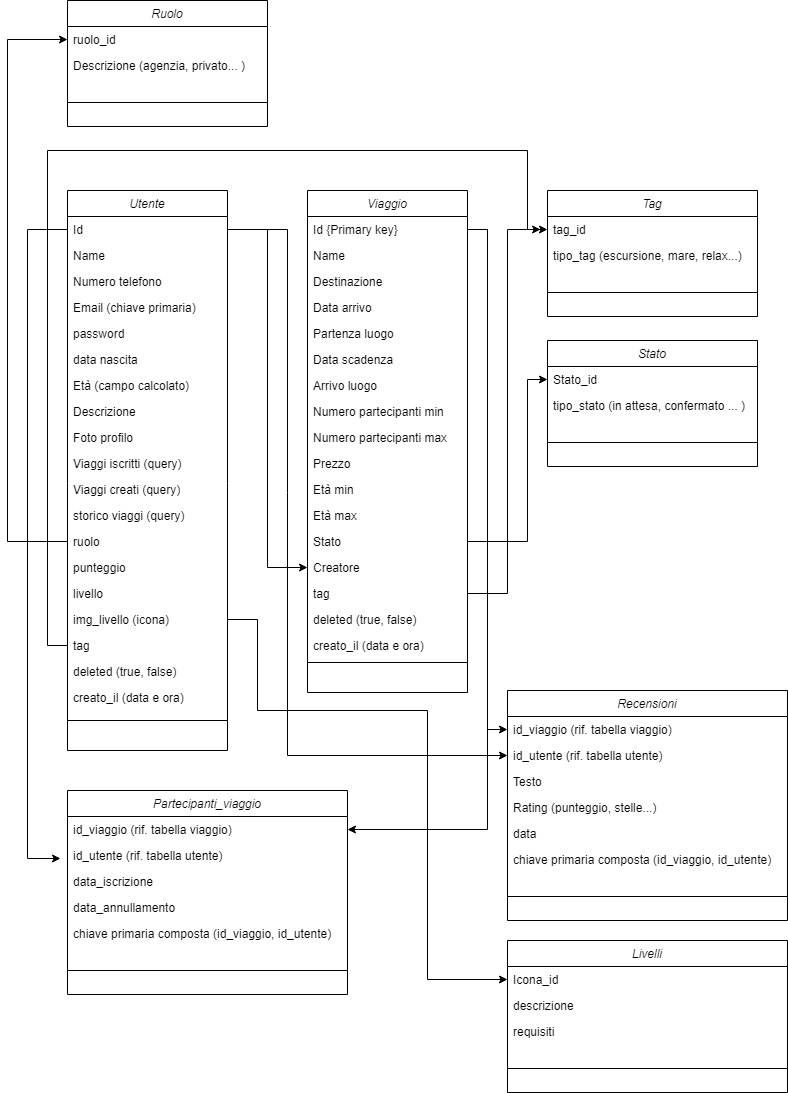 Ruolo
ruolo_id
Descrizione (agenzia, privato... )
Utente
Id
Name
Numero telefono
Email (chiave primaria)
password
data nascita
Età (campo calcolato)
Descrizione
Foto profilo
Viaggi iscritti (query)
Viaggi creati (query)
storico viaggi (query)
ruolo
punteggio
livello
img_livello (icona)
tag
deleted (true, false)
creato_il (data e ora)
Viaggio
Id {Primary key}
Name
Destinazione
Data arrivo
Partenza luogo
Data scadenza
Arrivo luogo
Numero partecipanti min
Numero partecipanti max
Prezzo
Età min
Età max
Stato
Creatore
tag
deleted (true, false)
creato_il (data e ora)
Tag
tag_id
tipo_tag (escursione, mare, relax...)
Stato
Stato_id
tipo_stato (in attesa, confermato ... )
Recensioni
id_viaggio (rif. tabella viaggio)
id_utente (rif. tabella utente)
Testo
Rating (punteggio, stelle...)
data
chiave primaria composta (id_viaggio, id_utente)
Partecipanti_viaggio
id_viaggio (rif. tabella viaggio)
id_utente (rif. tabella utente)
data_iscrizione
data_annullamento
chiave primaria composta (id_viaggio, id_utente)
Livelli
Icona_id
descrizione
requisiti